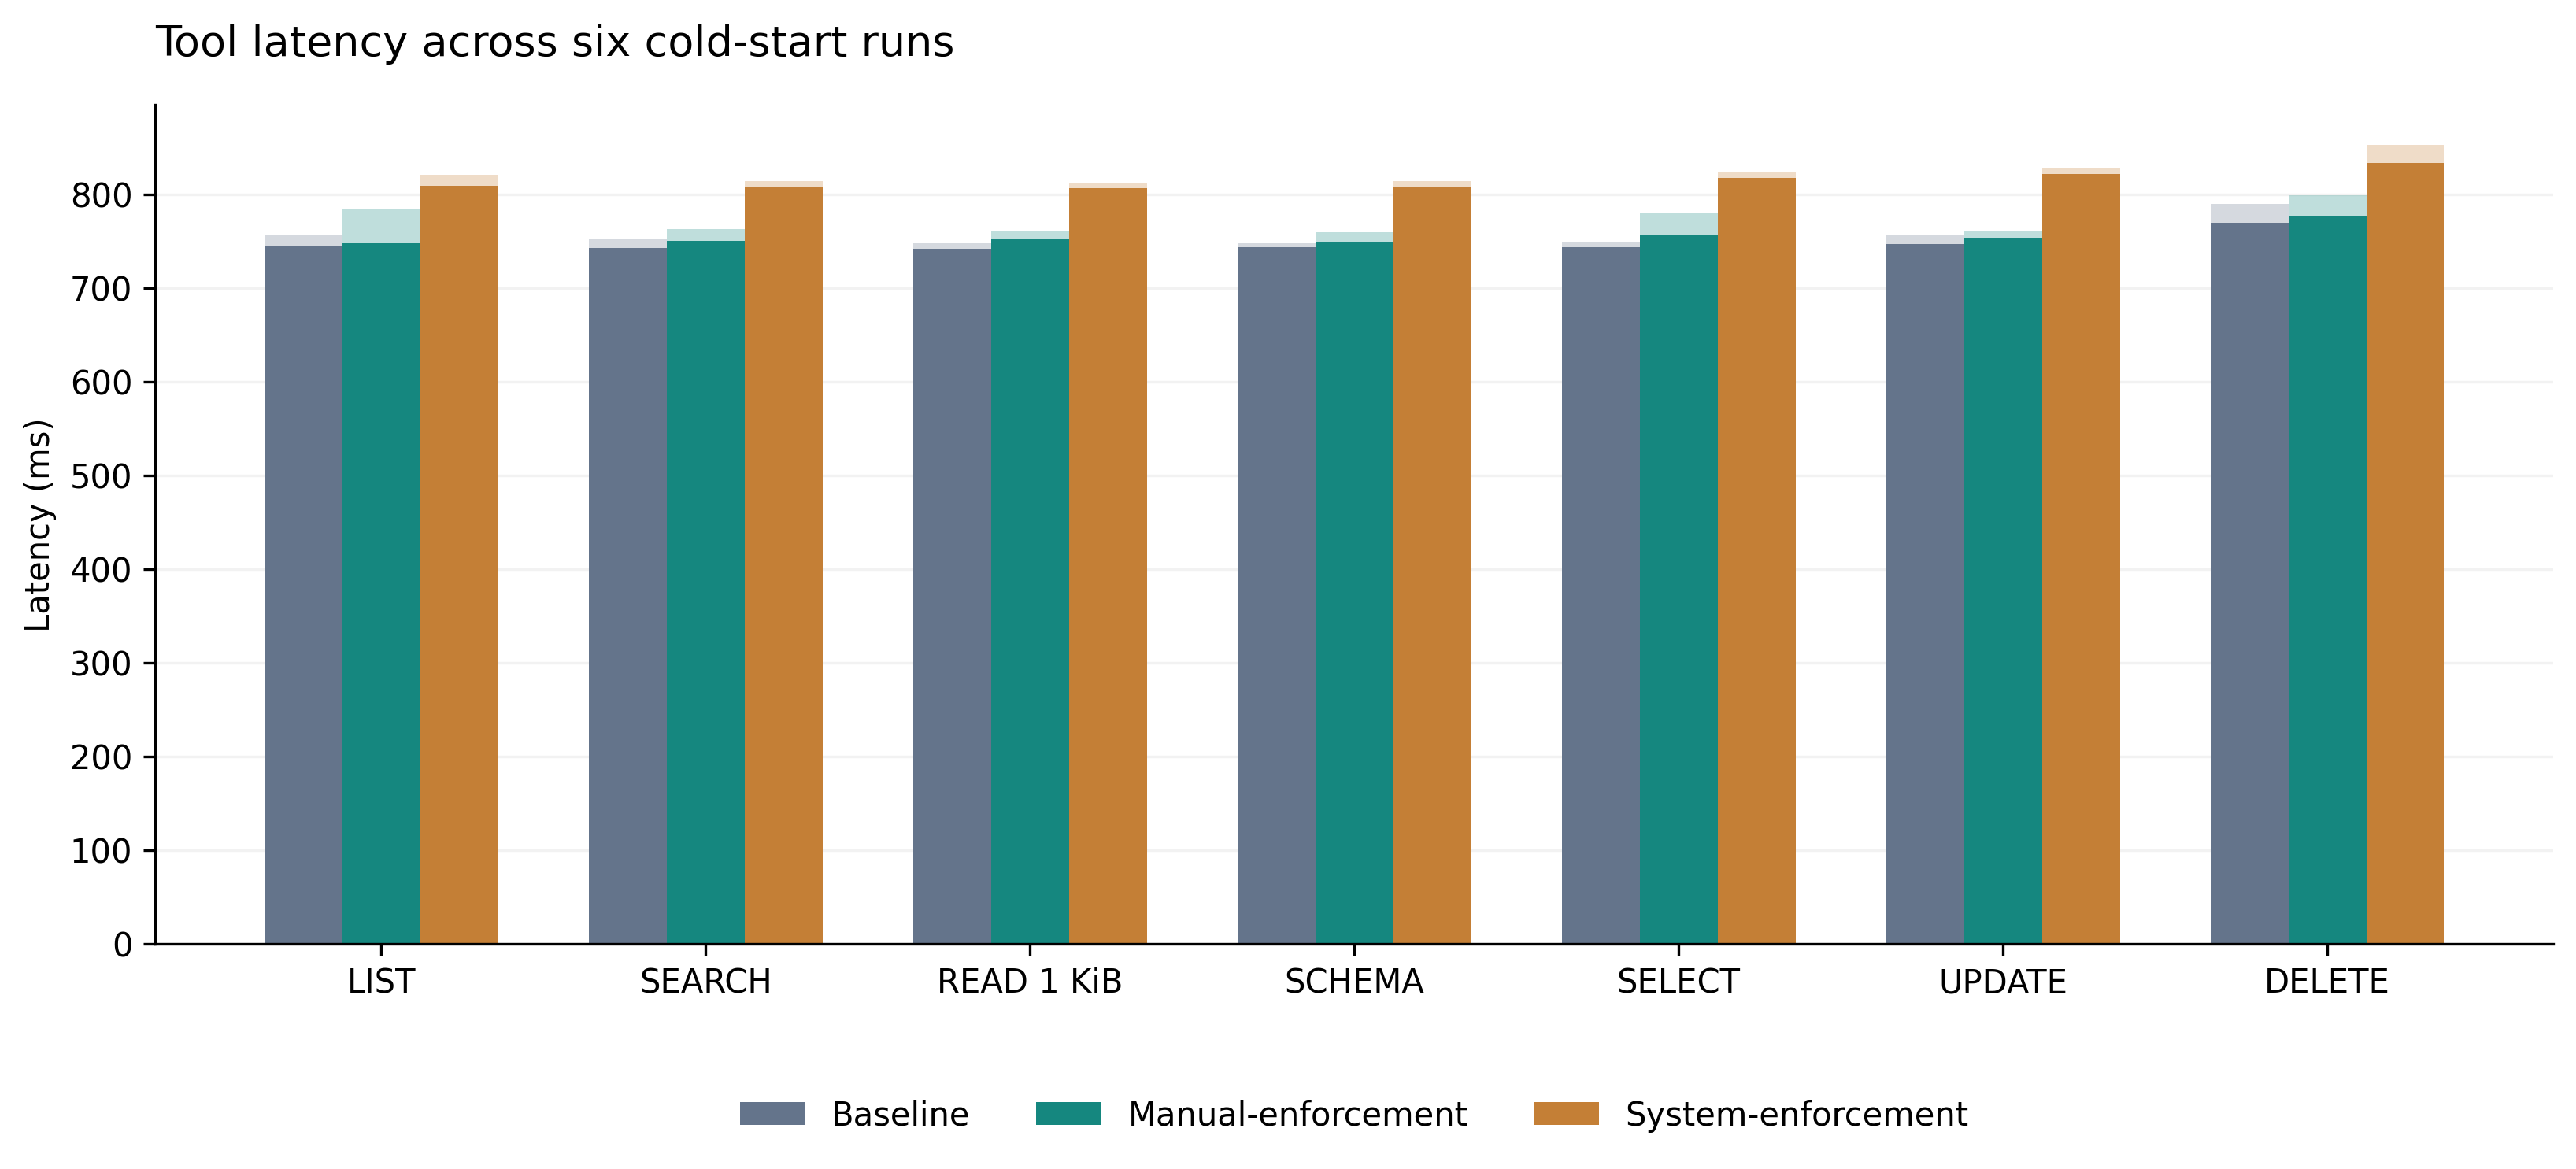 Tool latency across six cold-start runs
Latency (ms)
800
700
600
500
400
300
200
100
0
LIST SEARCH READ 1 KiB SCHEMA SELECT UPDATE DELETE
Baseline Manual-enforcement System-enforcement